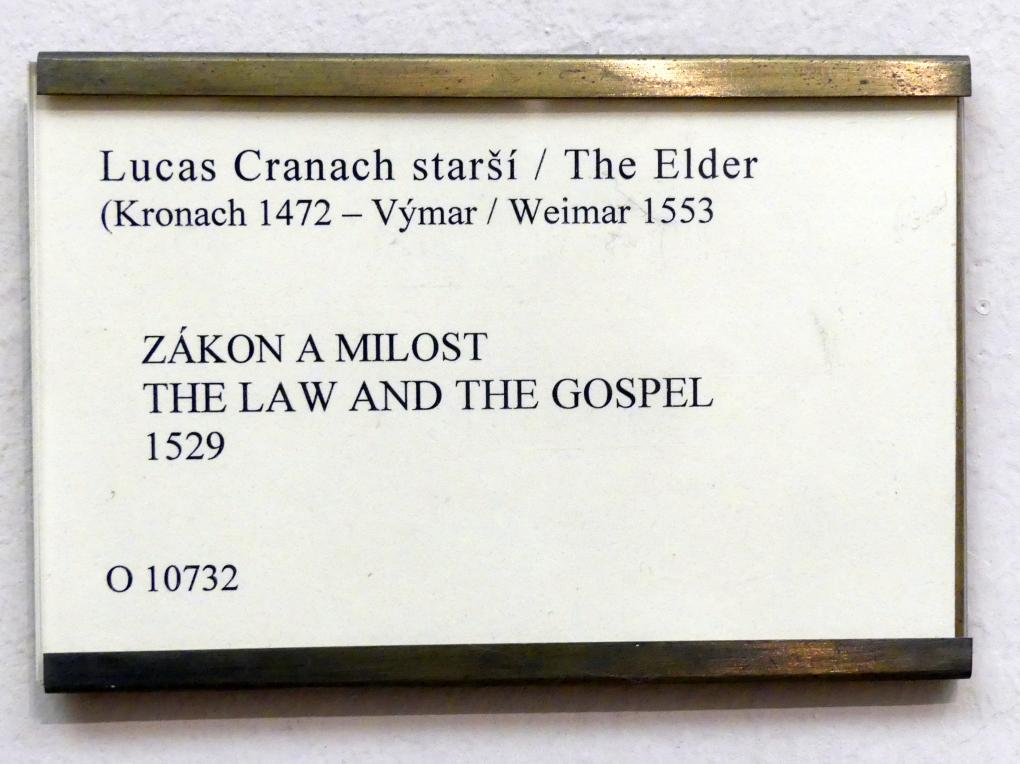 Lucas Cranach starší / The Elder
(Kronach 1472 – Výmar / Weimar 1553
ZÁKON A MILOST
THE LAW AND THE GOSPEL
1529
O 10732